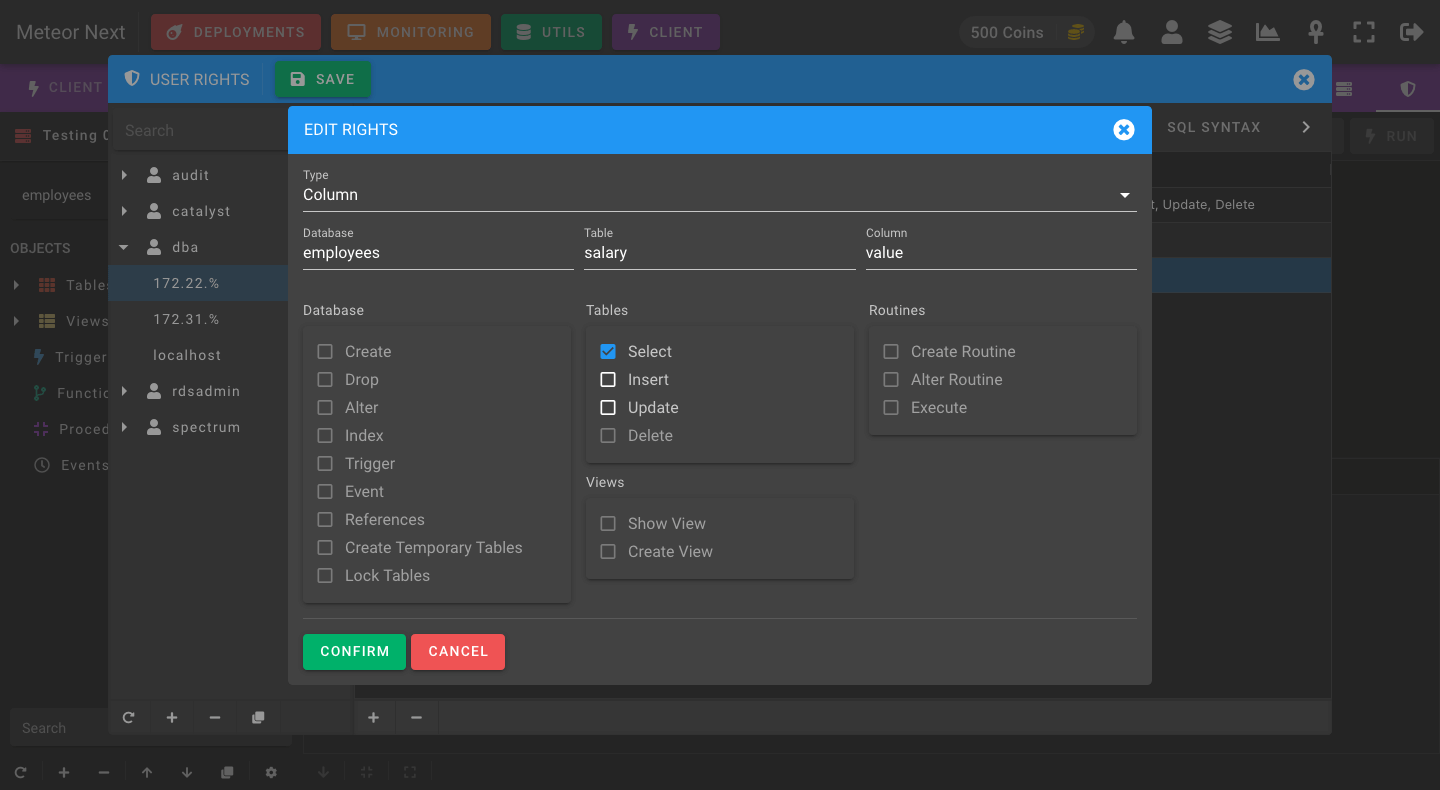 Meteor Next DEPLOYMENTS MONITORING UTILS CLIENT 500 Coins
CLIENT
USER RIGHTS SAVE
Testing
Search
SQL SYNTAX
RUN
EDIT RIGHTS
Type
Column
Database Table Column
employees salary value
employees
OBJECTS
Tables
Views
Trigger
Functio
Proced
Events
audit
catalyst
dba
172.22.%
172.31.%
localhost
rdsadmin
spectrum
t, Update, Delete
Database
Create
Drop
Alter
Index
Trigger
Event
References
Create Temporary Tables
Lock Tables
Tables
Select
Insert
Update
Delete
Views
Show View
Create View
Routines
Create Routine
Alter Routine
Execute
CONFIRM CANCEL
Search